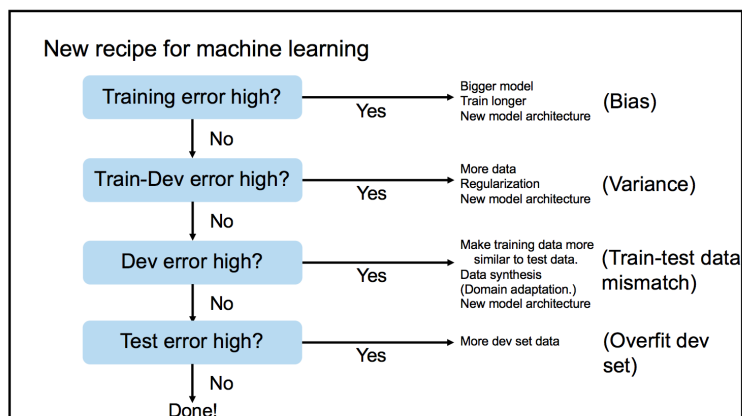 New recipe for machine learning
Training error high?
Yes
Bigger model
Train longer
New model architecture
(Bias)
No
Train-Dev error high?
Yes
More data
Regularization
New model architecture
(Variance)
No
Dev error high?
Yes
Make training data more
similar to test data.
Data synthesis
(Domain adaptation.)
New model architecture
(Train-test data
mismatch)
No
Test error high?
Yes
More dev set data
(Overfit dev
set)
No
Done!